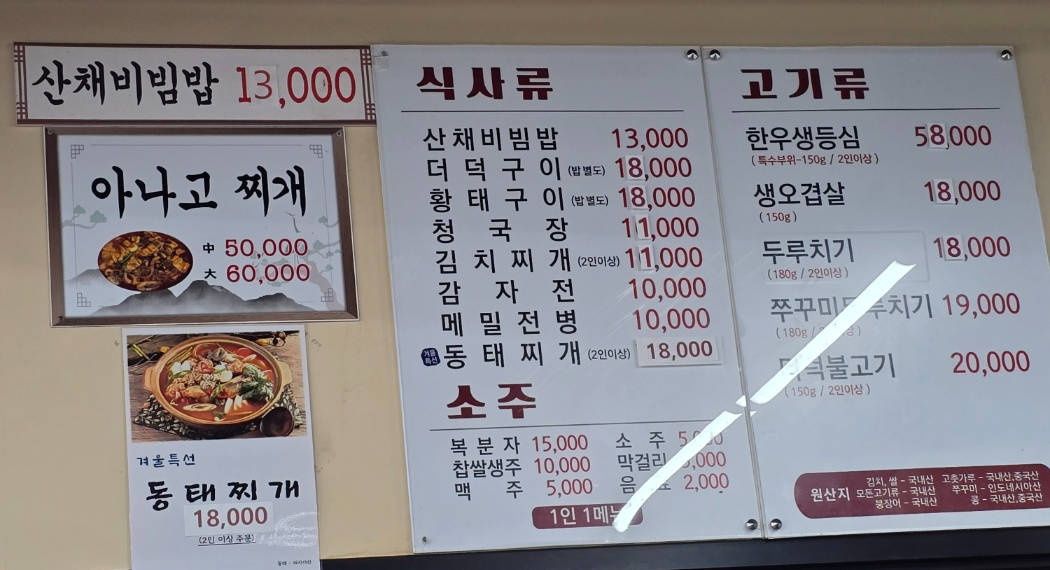 산채비빔밥 13,000
아나고 찌개
中 50,000
大 60,000
겨울특선
동태찌개
18,000
(2인 이상 주문)
식사류
산채비빔밥 13,000
더덕구이 (밥별도) 18,000
황태구이 (밥별도) 18,000
청국장 11,000
김치찌개 (2인이상) 11,000
감자전 10,000
메밀전병 10,000
겨울특선 동태찌개 (2인이상) 18,000
소주
복분자 15,000 소주
찹쌀생주 10,000 막걸리
맥주 5,000 2,000
1인 1메뉴
고기류
한우생등심 58,000
(특수부위-150g / 2인이상)
생오겹살 18,000
(150g)
두루치기 18,000
(180g / 2인이상)
쭈꾸미두루치기 19,000
(180g / 2인이상)
더덕불고기 20,000
(150g / 2인이상)
원산지
김치, 쌀 - 국내산 고춧가루 - 국내산,중국산
모든고기류 - 국내산 쭈꾸미 - 인도네시아산
붕장어 - 국내산 콩 - 국내산,중국산